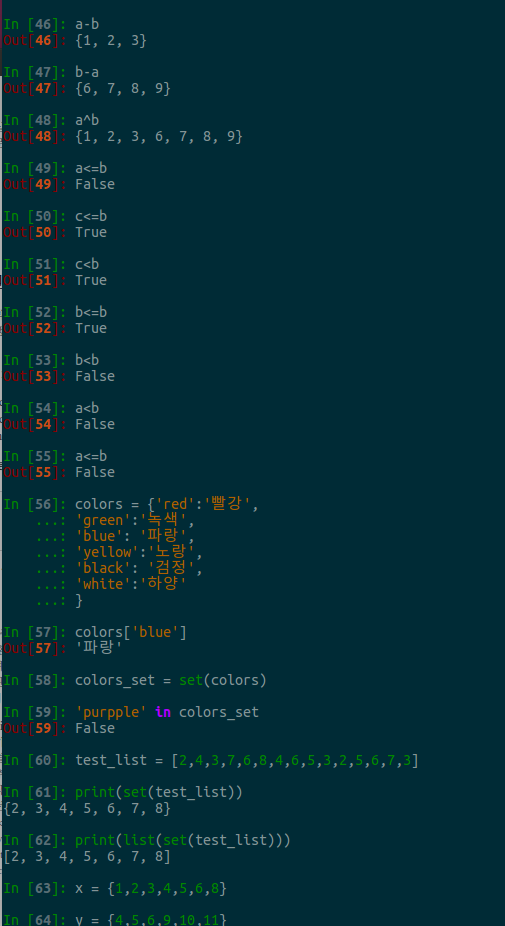 In [46]: a-b
Out[46]: {1, 2, 3}
In [47]: b-a
Out[47]: {6, 7, 8, 9}
In [48]: a^b
Out[48]: {1, 2, 3, 6, 7, 8, 9}
In [49]: a<=b
Out[49]: False
In [50]: c<=b
Out[50]: True
In [51]: c<b
Out[51]: True
In [52]: b<=b
Out[52]: True
In [53]: b<b
Out[53]: False
In [54]: a<b
Out[54]: False
In [55]: a<=b
Out[55]: False
In [56]: colors = {'red':'빨강',
...: 'green':'녹색',
...: 'blue': '파랑',
...: 'yellow':'노랑',
...: 'black': '검정',
...: 'white':'하양'
...: }
In [57]: colors['blue']
Out[57]: '파랑'
In [58]: colors_set = set(colors)
In [59]: 'purpple' in colors_set
Out[59]: False
In [60]: test_list = [2,4,3,7,6,8,4,6,5,3,2,5,6,7,3]
In [61]: print(set(test_list))
{2, 3, 4, 5, 6, 7, 8}
In [62]: print(list(set(test_list)))
[2, 3, 4, 5, 6, 7, 8]
In [63]: x = {1,2,3,4,5,6,8}
In [64]: y = {4,5,6,9,10,11}